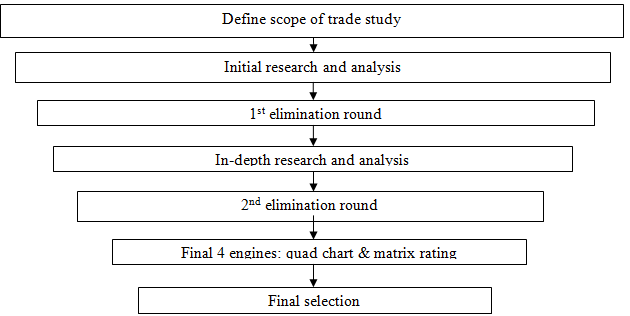 Define scope of trade study
Initial research and analysis
1st elimination round
In-depth research and analysis
2nd elimination round
Final 4 engines: quad chart & matrix rating
Final selection